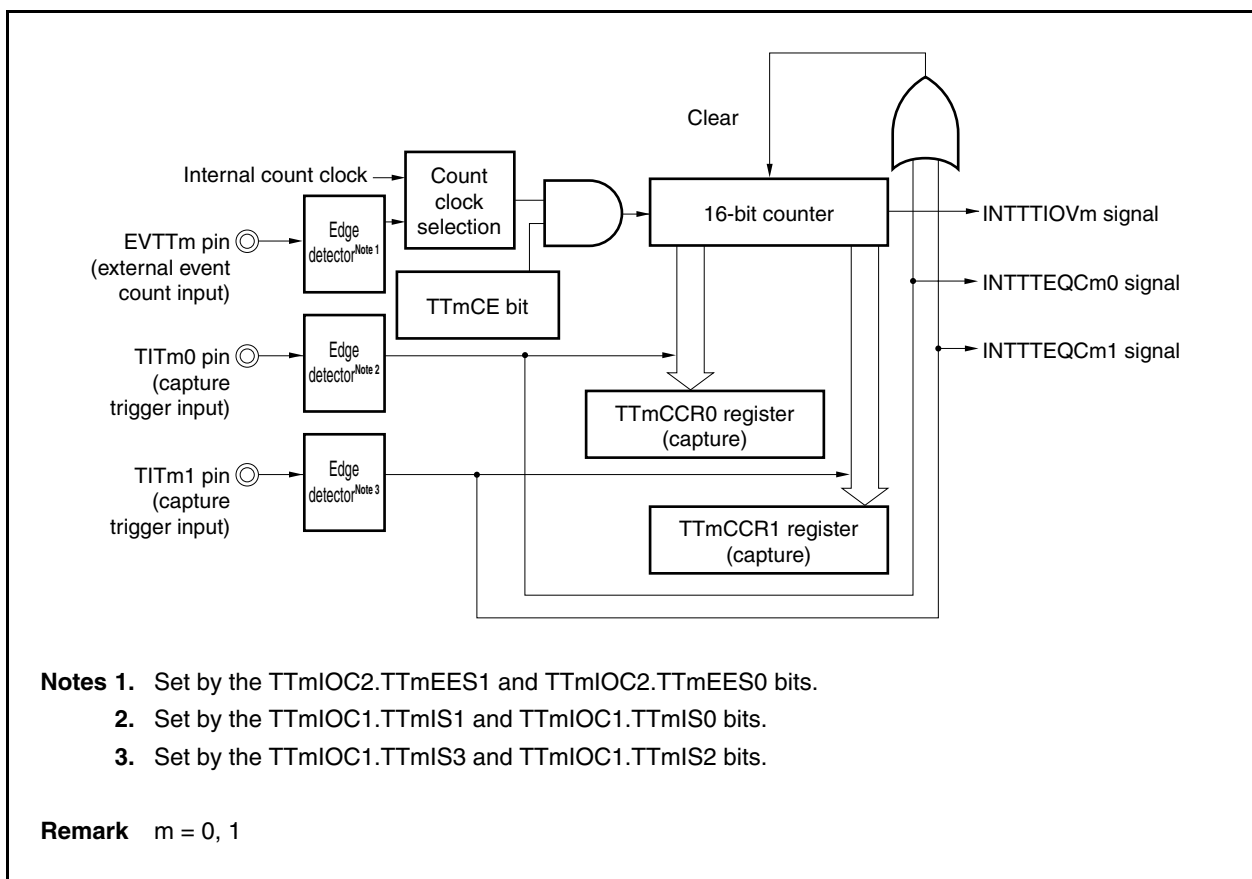 Clear
Internal count clock
Count
clock
selection
16-bit counter
INTTTIOVm signal
EVTTm pin
(external event
count input)
Edge
detectorNote 1
TTmCE bit
INTTTEQCm0 signal
TITm0 pin
(capture
trigger input)
Edge
detectorNote 2
INTTTEQCm1 signal
TTmCCR0 register
(capture)
TITm1 pin
(capture
trigger input)
Edge
detectorNote 3
TTmCCR1 register
(capture)
Notes 1. Set by the TTmIOC2.TTmEES1 and TTmIOC2.TTmEES0 bits.
2. Set by the TTmIOC1.TTmIS1 and TTmIOC1.TTmIS0 bits.
3. Set by the TTmIOC1.TTmIS3 and TTmIOC1.TTmIS2 bits.
Remark m = 0, 1